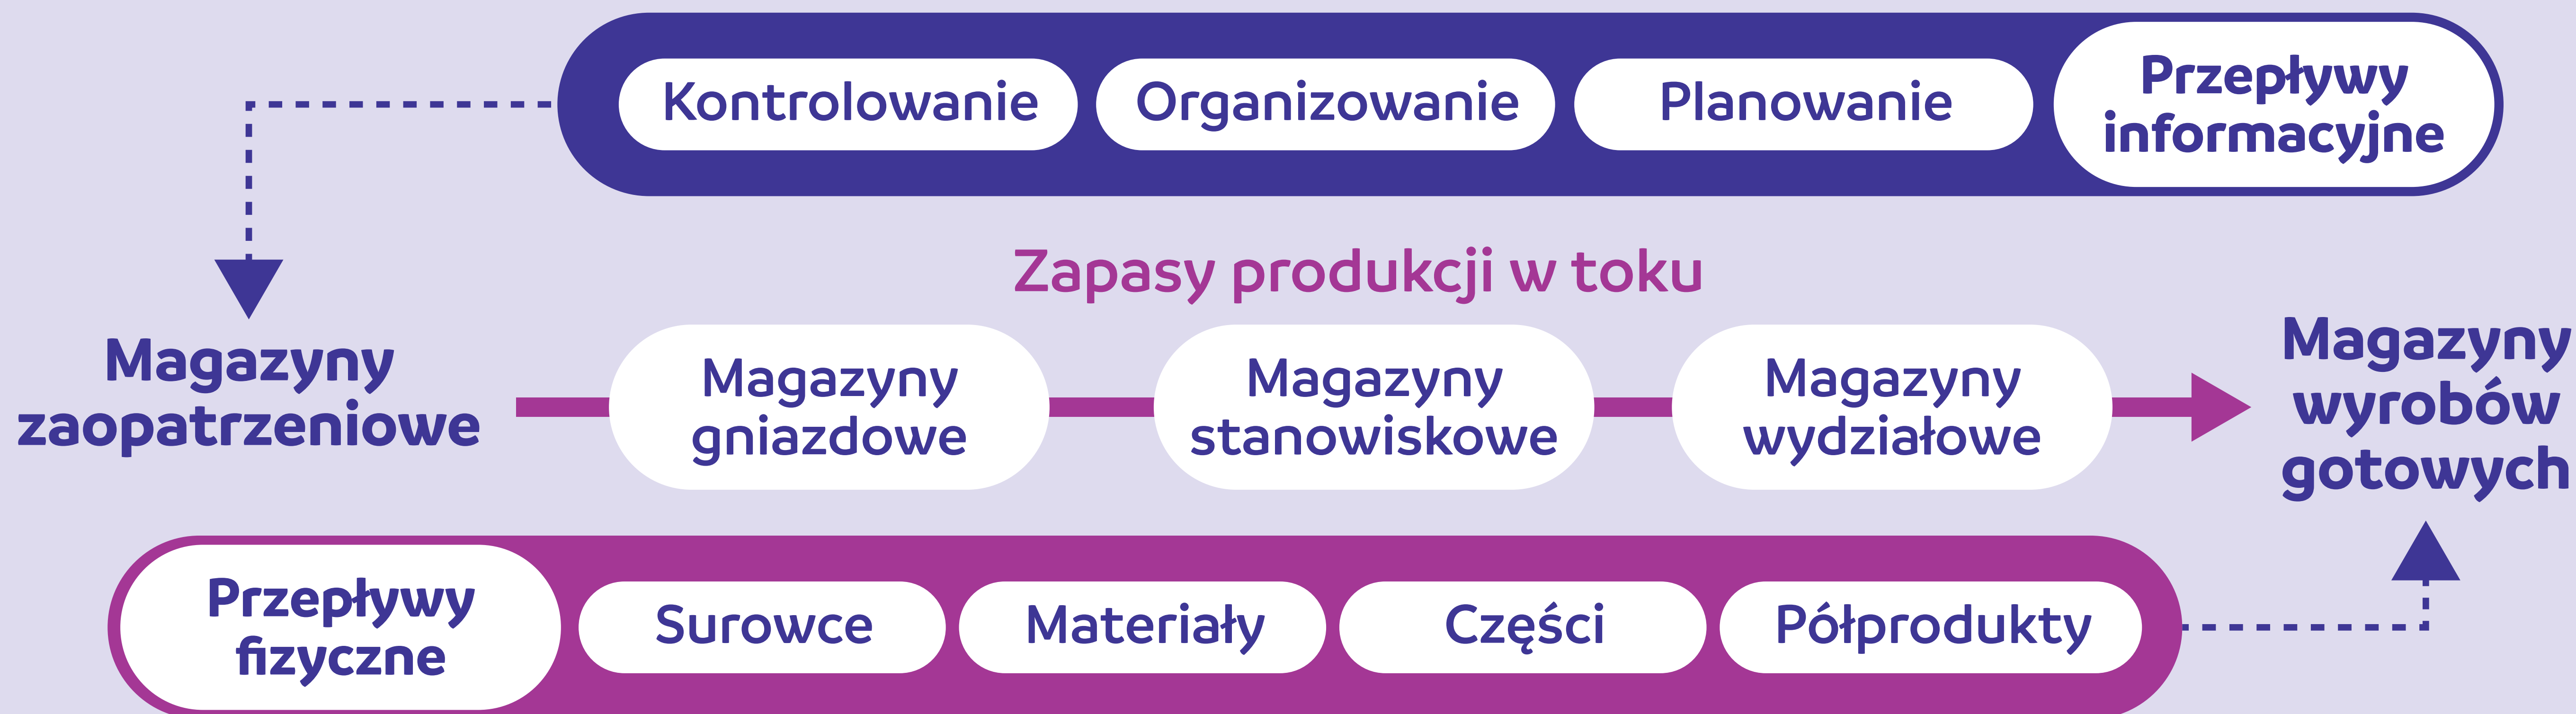 Kontrolowanie
Organizowanie
Planowanie
Przepływy
informacyjne
Zapasy produkcji w toku
Magazyny
zaopatrzeniowe
Magazyny
gniazdowe
Magazyny
stanowiskowe
Magazyny
wydziałowe
Magazyny
wyrobów
gotowych
Przepływy
fizyczne
Surowce
Materiały
Części
Półprodukty